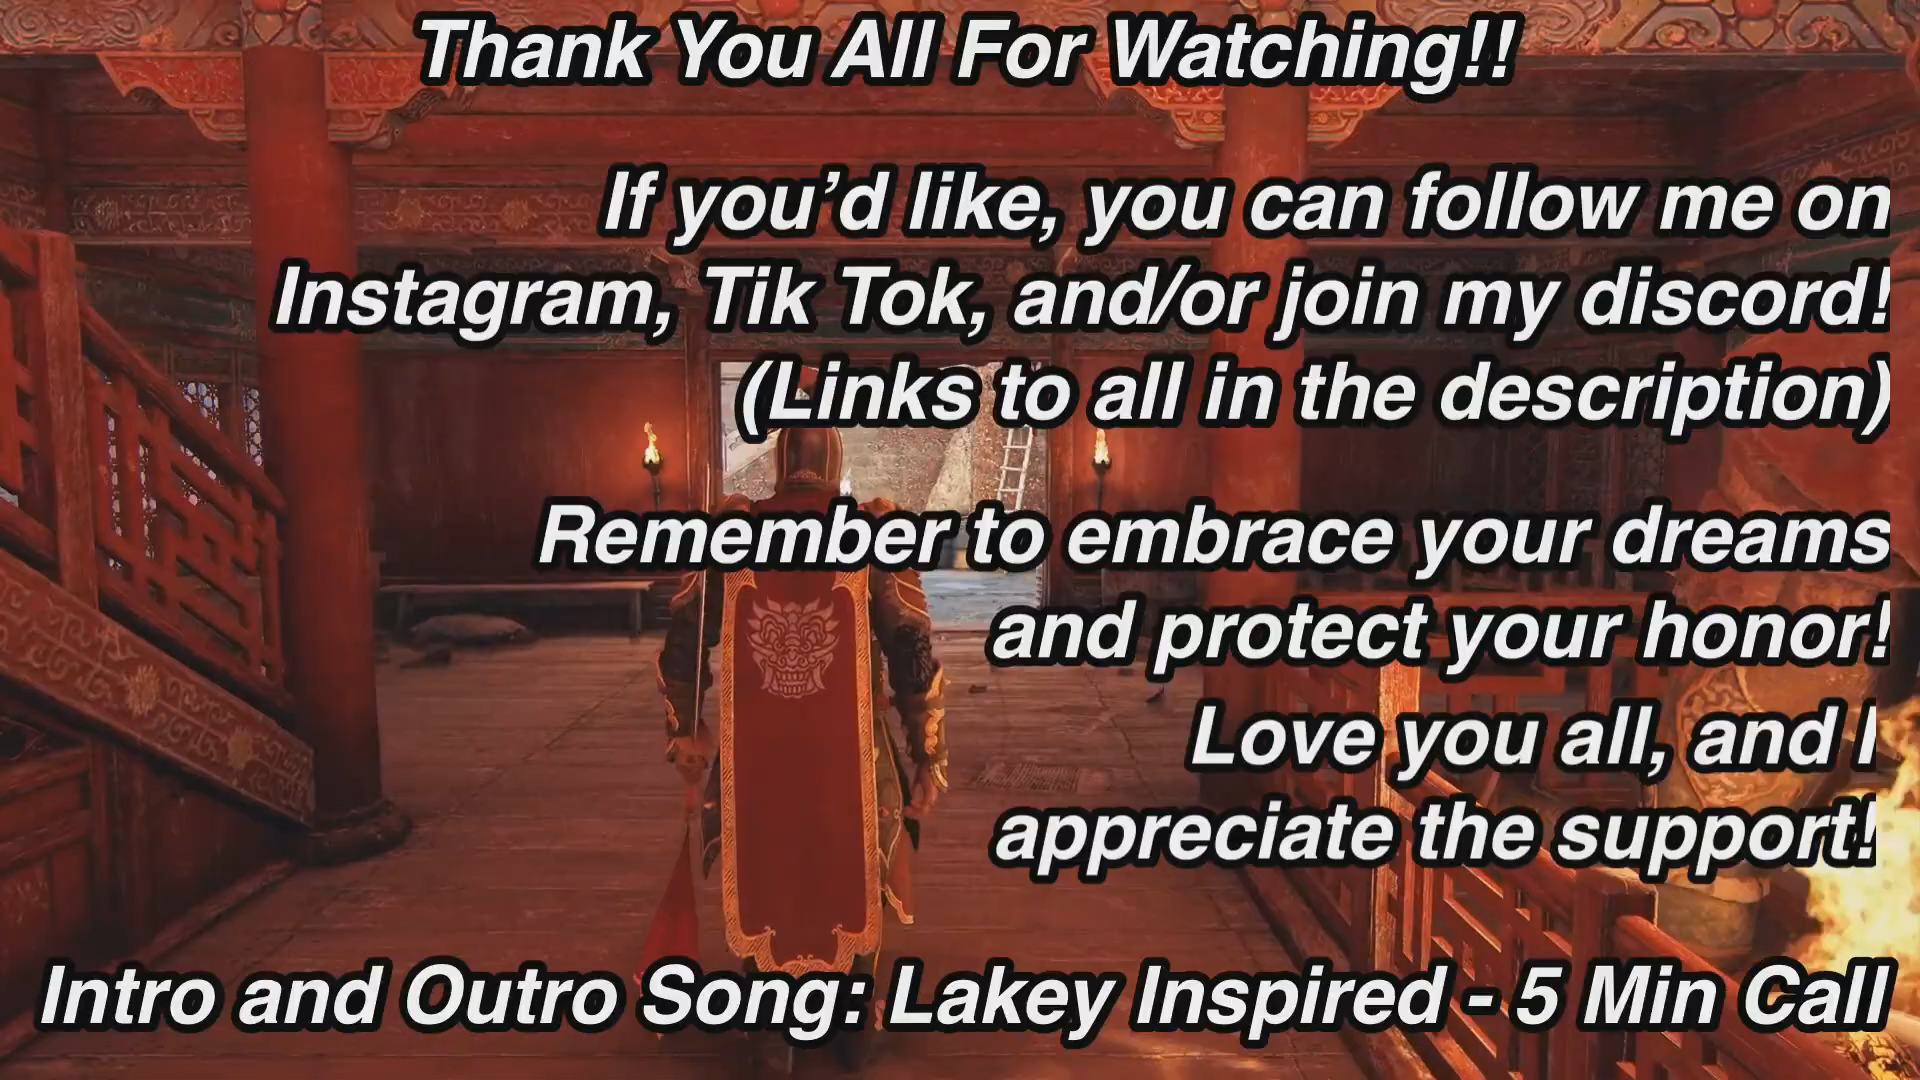 Thank You All For Watching!!
If you’d like, you can follow me on
Instagram, Tik Tok, and/or join my discord!
(Links to all in the description)
Remember to embrace your dreams
and protect your honor!
Love you all, and I
appreciate the support!
Intro and Outro Song: Lakey Inspired - 5 Min Call